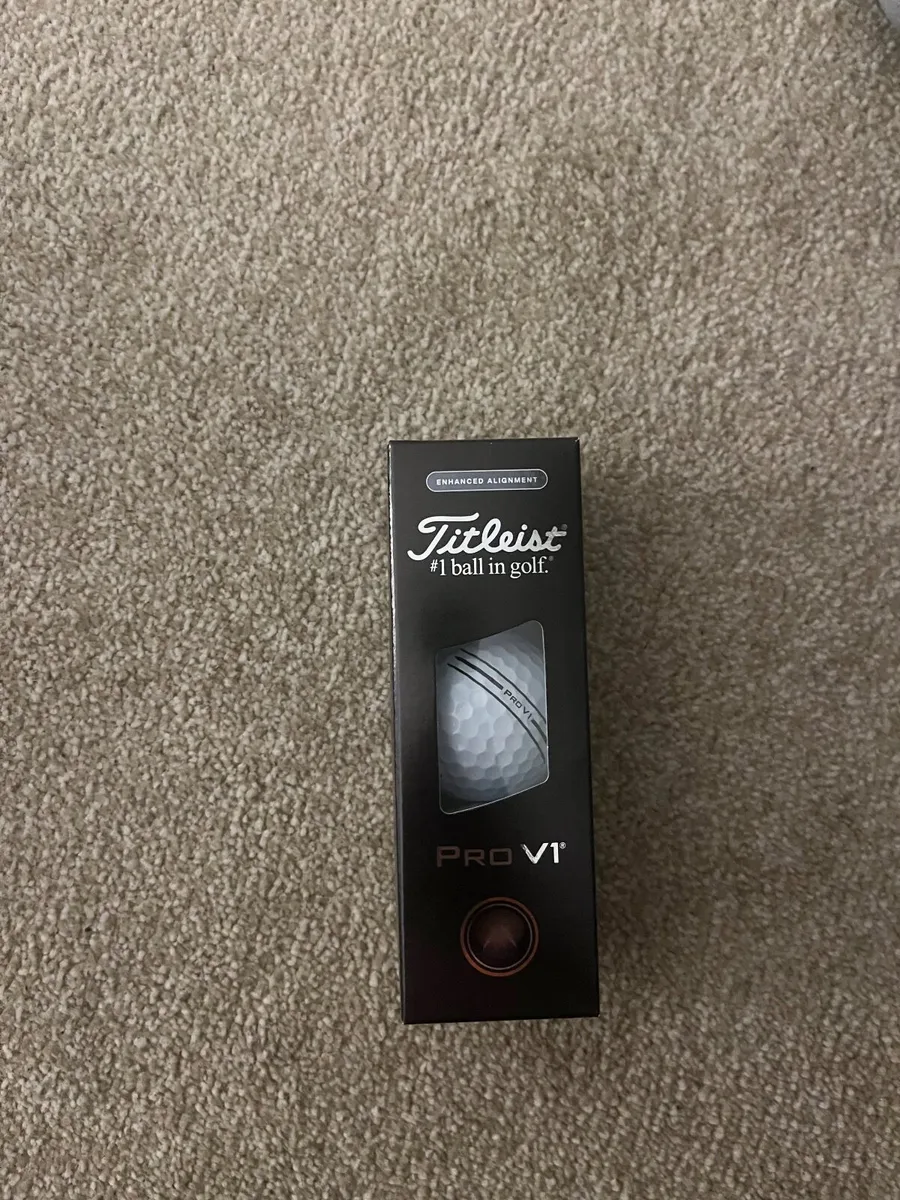 ENHANCED ALIGNMENT
Titleist®
#1 ball in golf.®
PRO V1
PRO V1®